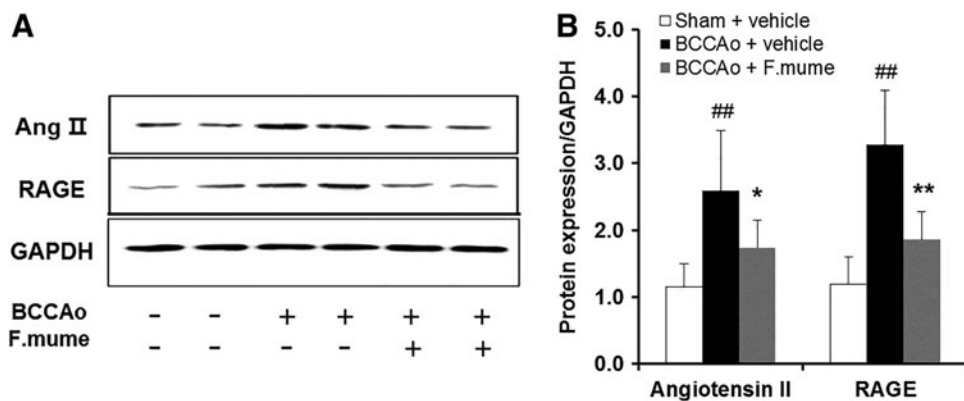 A
Ang II
RAGE
GAPDH
BCCAo - - + + + +
F.mume - - - - + +
B
Sham + vehicle
BCCAo + vehicle
BCCAo + F.mume
Protein expression/GAPDH
5.0
4.0
3.0
2.0
1.0
0.0
##
*
##
**
Angiotensin II
RAGE